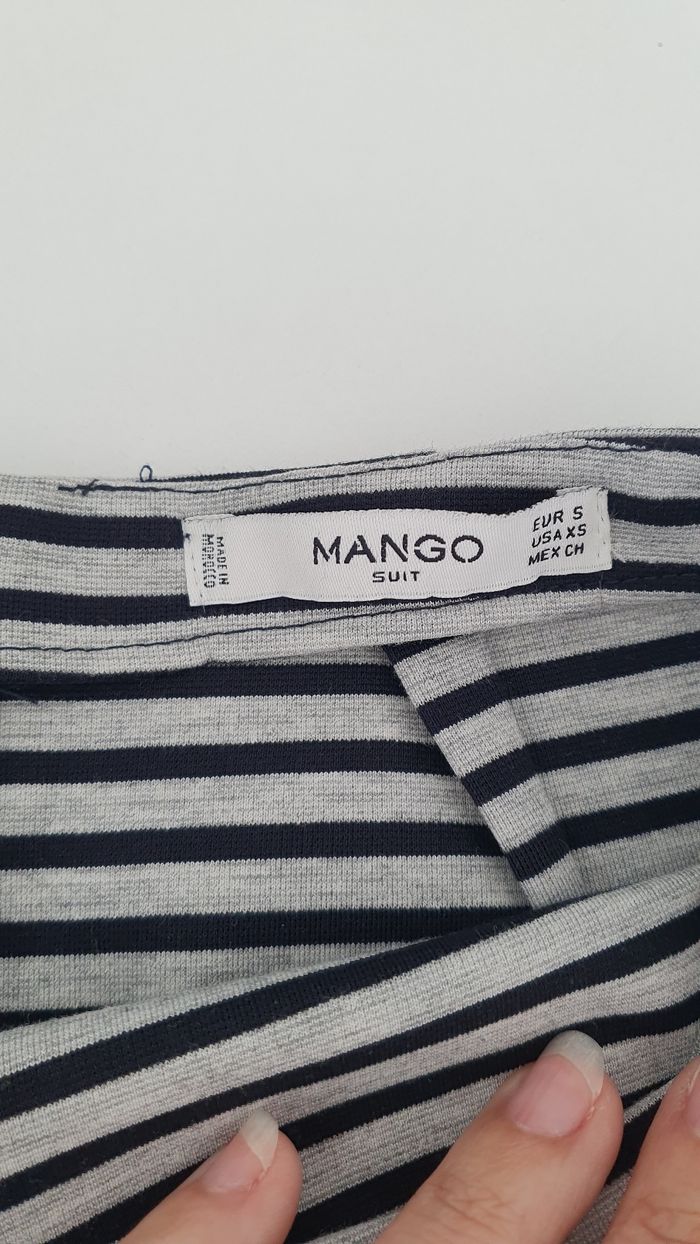 MADE IN
MOROCCO
MANGO
SUIT
EUR S
USA XS
MEX CH